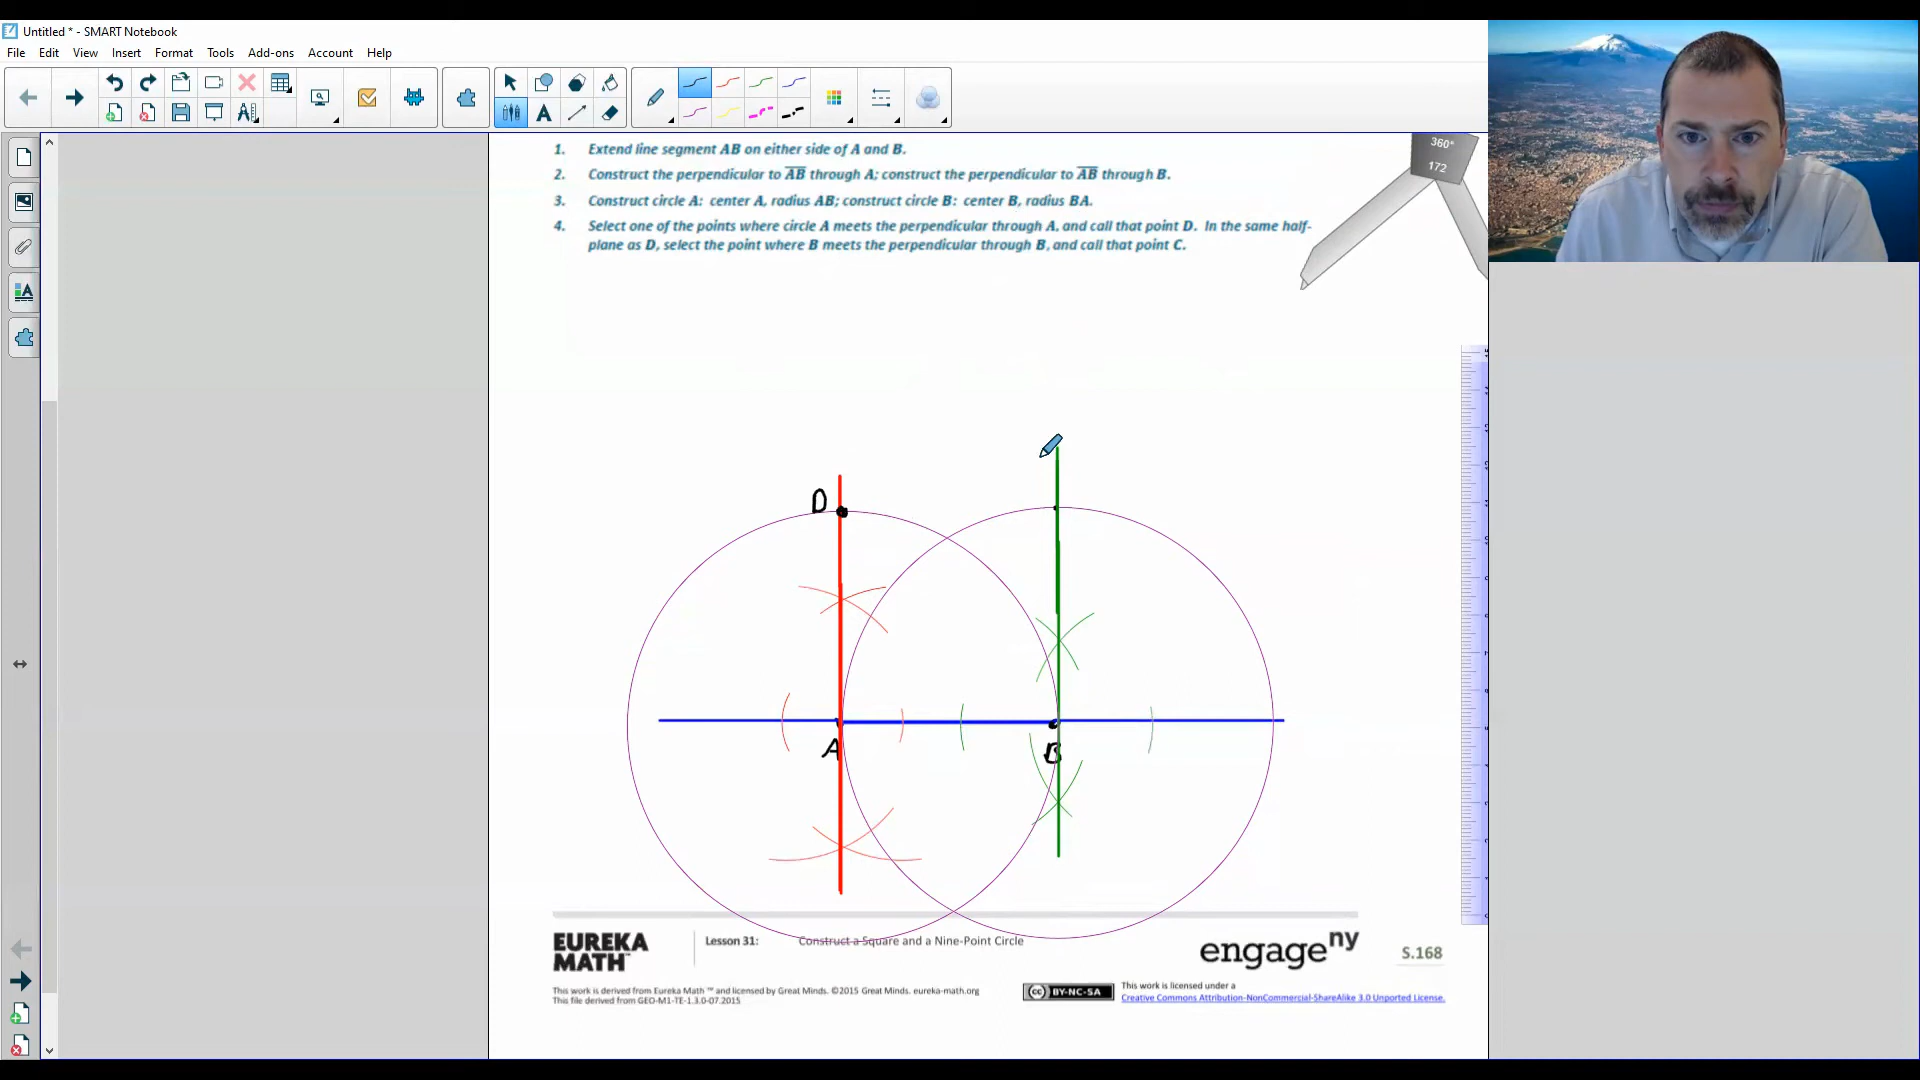 Untitled * - SMART Notebook
File Edit View Insert Format Tools Add-ons Account Help
360°
172
1. Extend line segment AB on either side of A and B.
2. Construct the perpendicular to AB through A; construct the perpendicular to AB through B.
3. Construct circle A: center A, radius AB; construct circle B: center B, radius BA.
4. Select one of the points where circle A meets the perpendicular through A, and call that point D. In the same half-
plane as D, select the point where B meets the perpendicular through B, and call that point C.
D
A
B
EUREKA
MATH™
Lesson 31: Construct a Square and a Nine-Point Circle
engageny
S.168
This work is derived from Eureka Math ™ and licensed by Great Minds. ©2015 Great Minds. eureka-math.org
This file derived from GEO-M1-TE-1.3.0-07.2015
cc BY-NC-SA
This work is licensed under a
Creative Commons Attribution-NonCommercial-ShareAlike 3.0 Unported License.